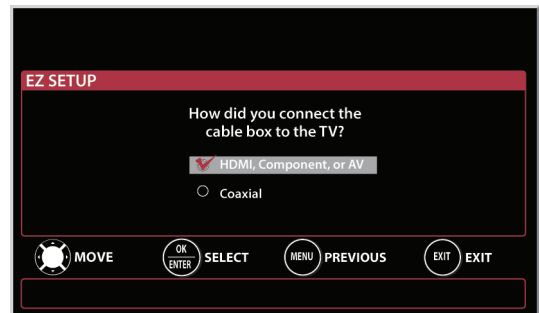 EZ SETUP
How did you connect the
cable box to the TV?
HDMI, Component, or AV
Coaxial
MOVE OK ENTER SELECT MENU PREVIOUS EXIT EXIT